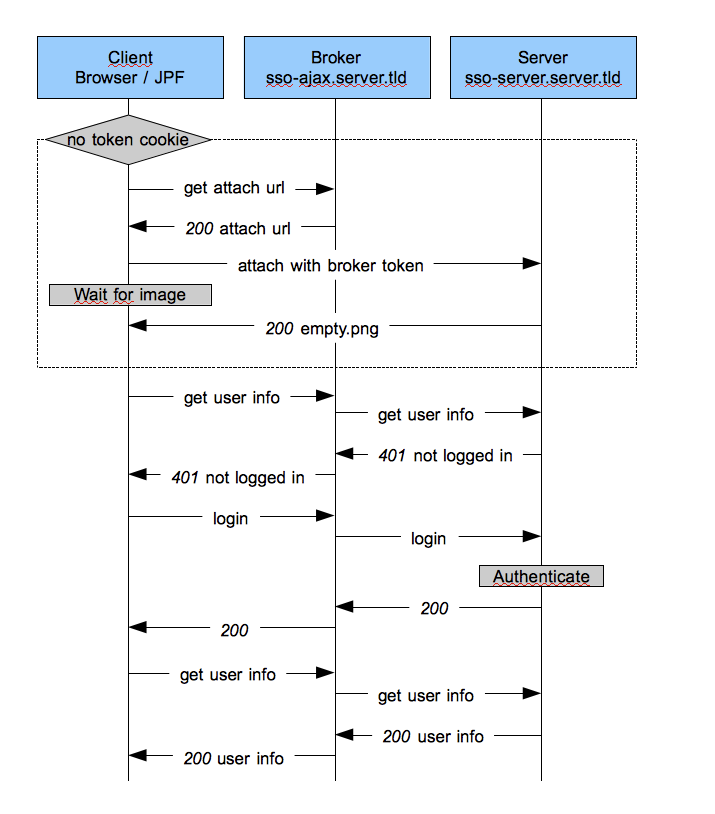 Client
Browser / JPF
Broker
sso-ajax.server.tld
Server
sso-server.server.tld
no token cookie
get attach url
200 attach url
attach with broker token
Wait for image
200 empty.png
get user info
get user info
401 not logged in
401 not logged in
login
login
Authenticate
200
200
get user info
get user info
200 user info
200 user info